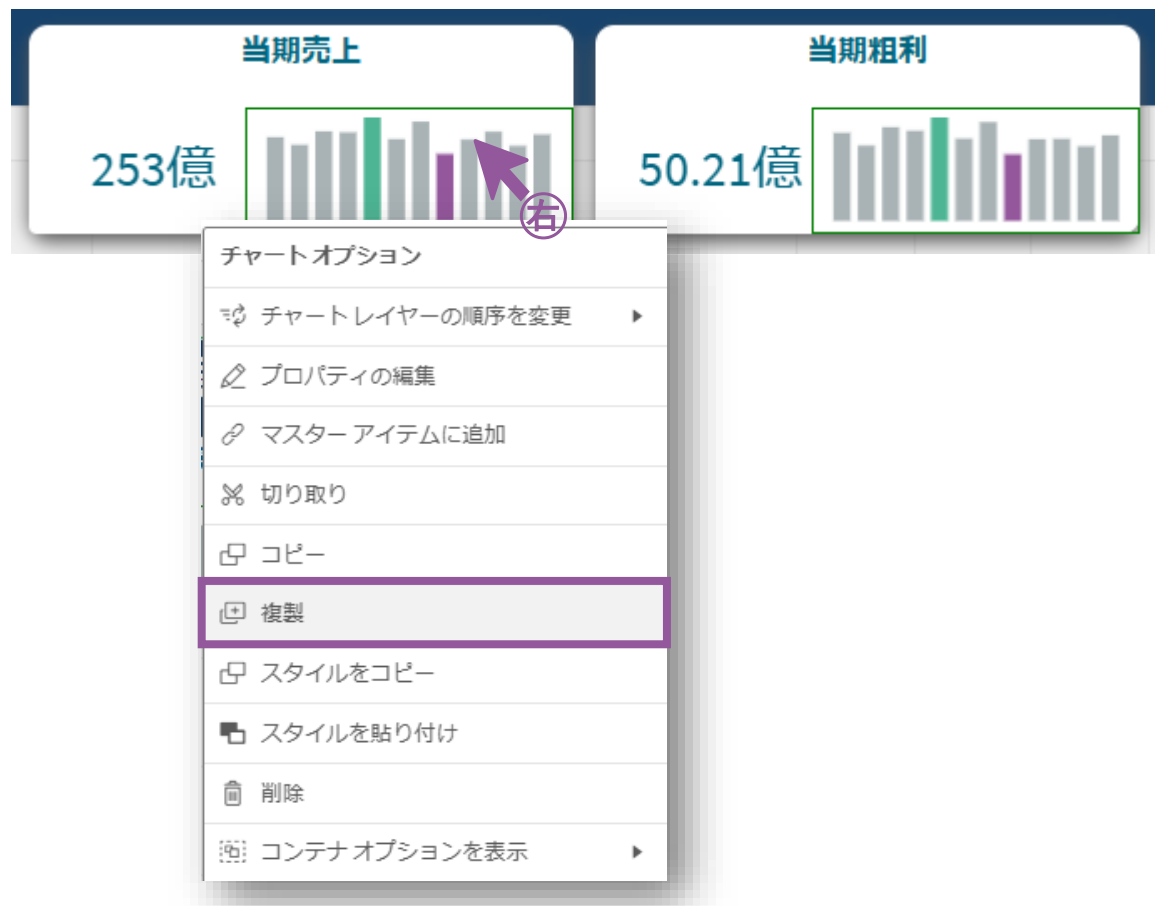 当期売上
当期粗利
253億
50.21億
右
チャート オプション
チャート レイヤーの順序を変更
プロパティの編集
マスター アイテムに追加
切り取り
コピー
複製
スタイルをコピー
スタイルを貼り付け
削除
コンテナ オプションを表示